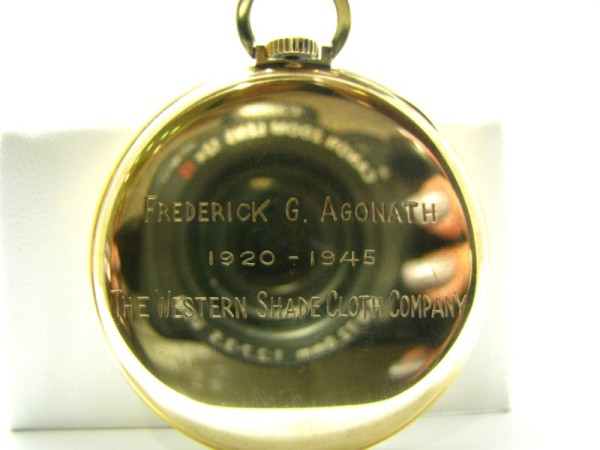 FREDERICK G. AGONATH
1920 - 1945
THE WESTERN SHADE CLOTH COMPANY